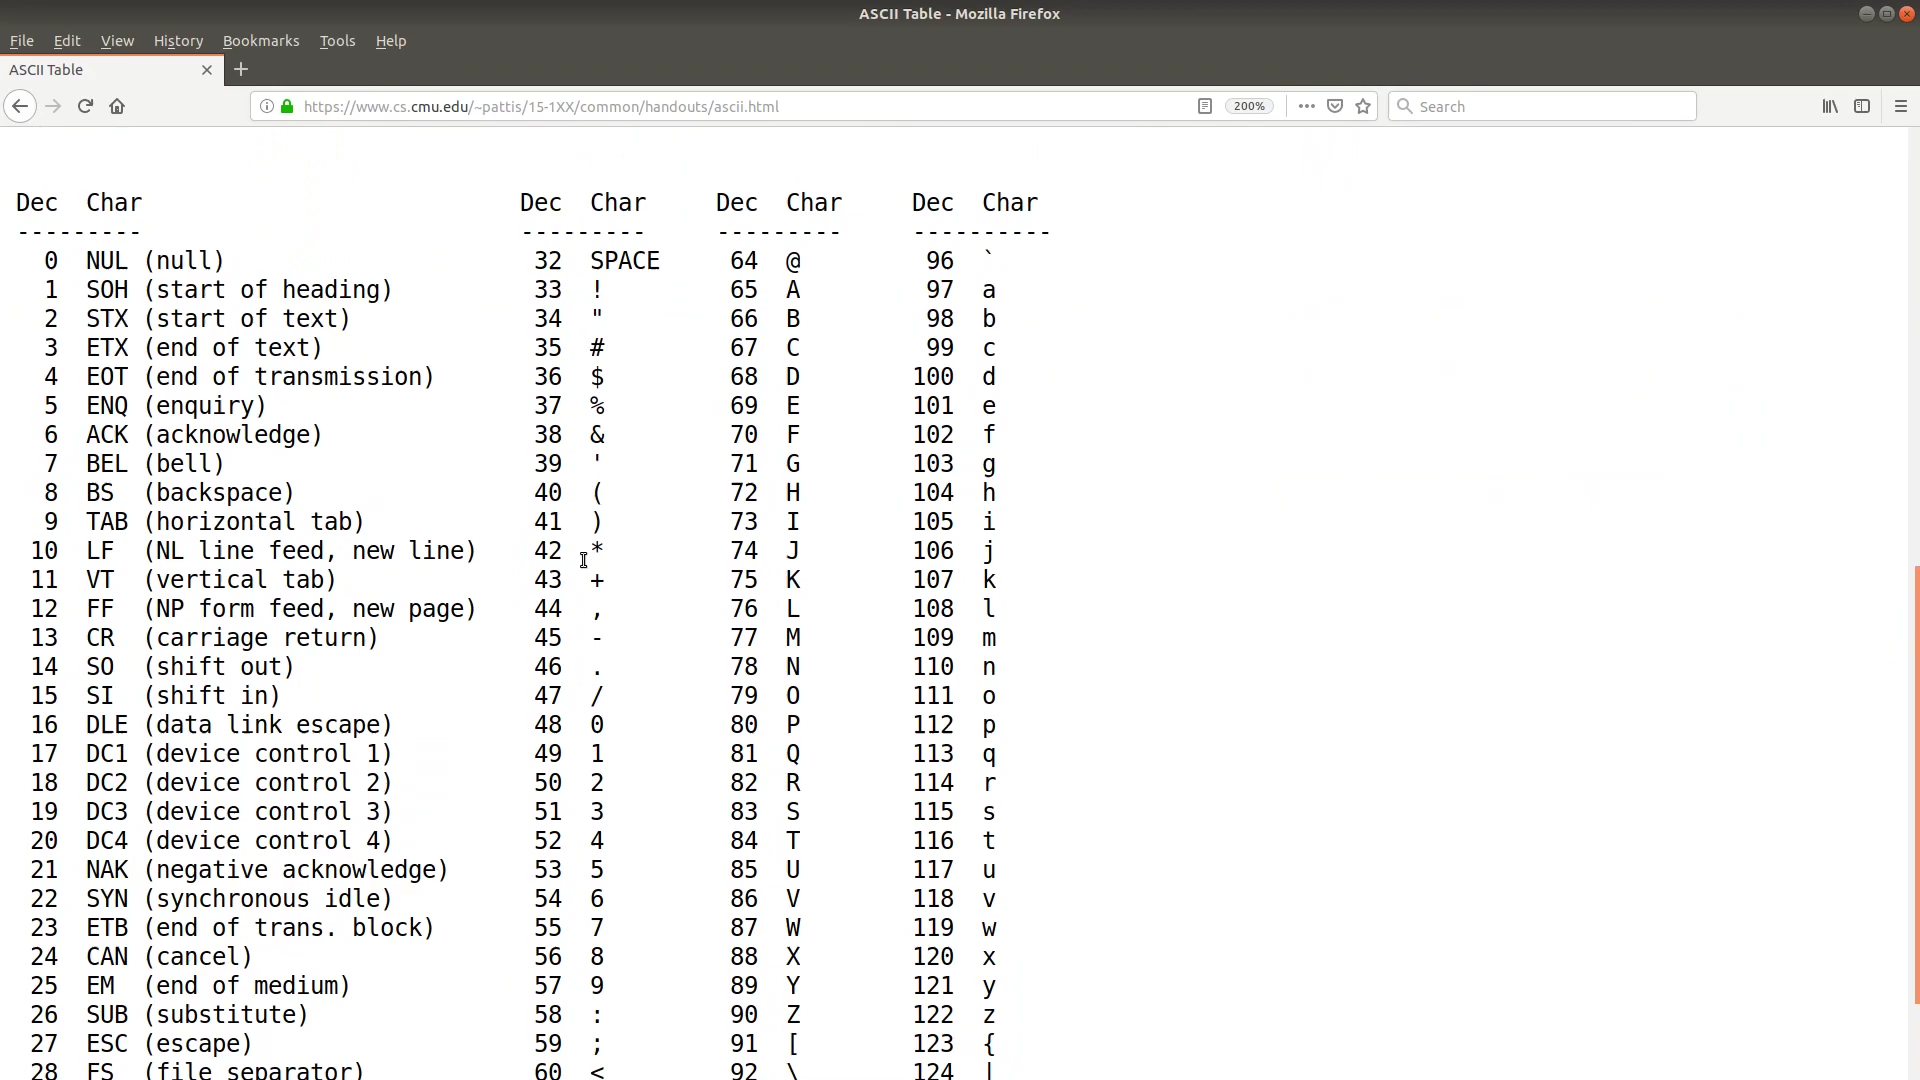 ASCII Table - Mozilla Firefox
File Edit View History Bookmarks Tools Help
ASCII Table
https://www.cs.cmu.edu/~pattis/15-1XX/common/handouts/ascii.html 200% Search
Dec Char Dec Char Dec Char Dec Char
--------- --------- --------- ----------
0 NUL (null) 32 SPACE 64 @ 96 `
1 SOH (start of heading) 33 ! 65 A 97 a
2 STX (start of text) 34 " 66 B 98 b
3 ETX (end of text) 35 # 67 C 99 c
4 EOT (end of transmission) 36 $ 68 D 100 d
5 ENQ (enquiry) 37 % 69 E 101 e
6 ACK (acknowledge) 38 & 70 F 102 f
7 BEL (bell) 39 ' 71 G 103 g
8 BS (backspace) 40 ( 72 H 104 h
9 TAB (horizontal tab) 41 ) 73 I 105 i
10 LF (NL line feed, new line) 42 * 74 J 106 j
11 VT (vertical tab) 43 + 75 K 107 k
12 FF (NP form feed, new page) 44 , 76 L 108 l
13 CR (carriage return) 45 - 77 M 109 m
14 SO (shift out) 46 . 78 N 110 n
15 SI (shift in) 47 / 79 O 111 o
16 DLE (data link escape) 48 0 80 P 112 p
17 DC1 (device control 1) 49 1 81 Q 113 q
18 DC2 (device control 2) 50 2 82 R 114 r
19 DC3 (device control 3) 51 3 83 S 115 s
20 DC4 (device control 4) 52 4 84 T 116 t
21 NAK (negative acknowledge) 53 5 85 U 117 u
22 SYN (synchronous idle) 54 6 86 V 118 v
23 ETB (end of trans. block) 55 7 87 W 119 w
24 CAN (cancel) 56 8 88 X 120 x
25 EM (end of medium) 57 9 89 Y 121 y
26 SUB (substitute) 58 : 90 Z 122 z
27 ESC (escape) 59 ; 91 [ 123 {
28 FS (file separator) 60 < 92 \ 124 |